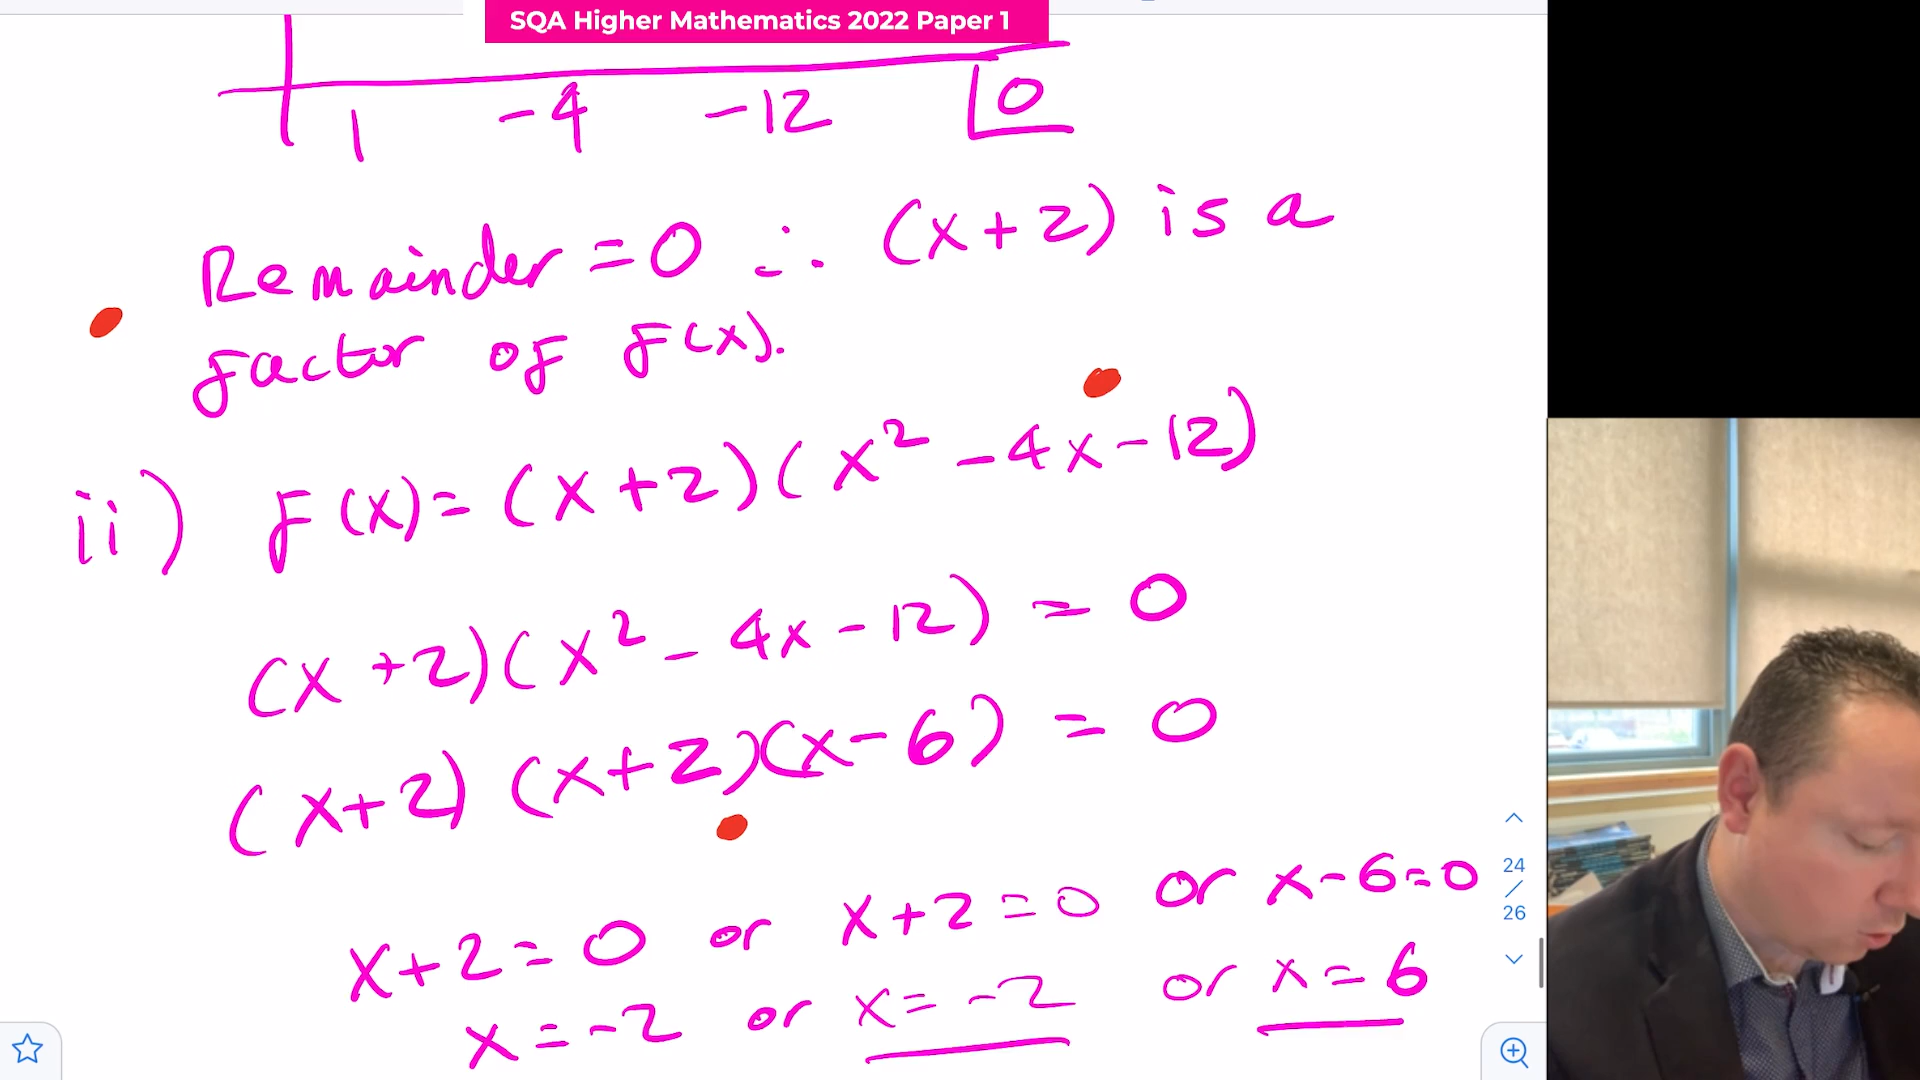 SQA Higher Mathematics 2022 Paper 1
1 -4 -12 0
Remainder = 0 ∴ (x+2) is a
factor of f(x).
ii) f(x) = (x+2)(x² - 4x - 12)
(x+2)(x² - 4x - 12) = 0
(x+2)(x+2)(x-6) = 0
x+2=0 or x+2=0 or x-6=0
x=-2 or x=-2 or x=6
24
/
26